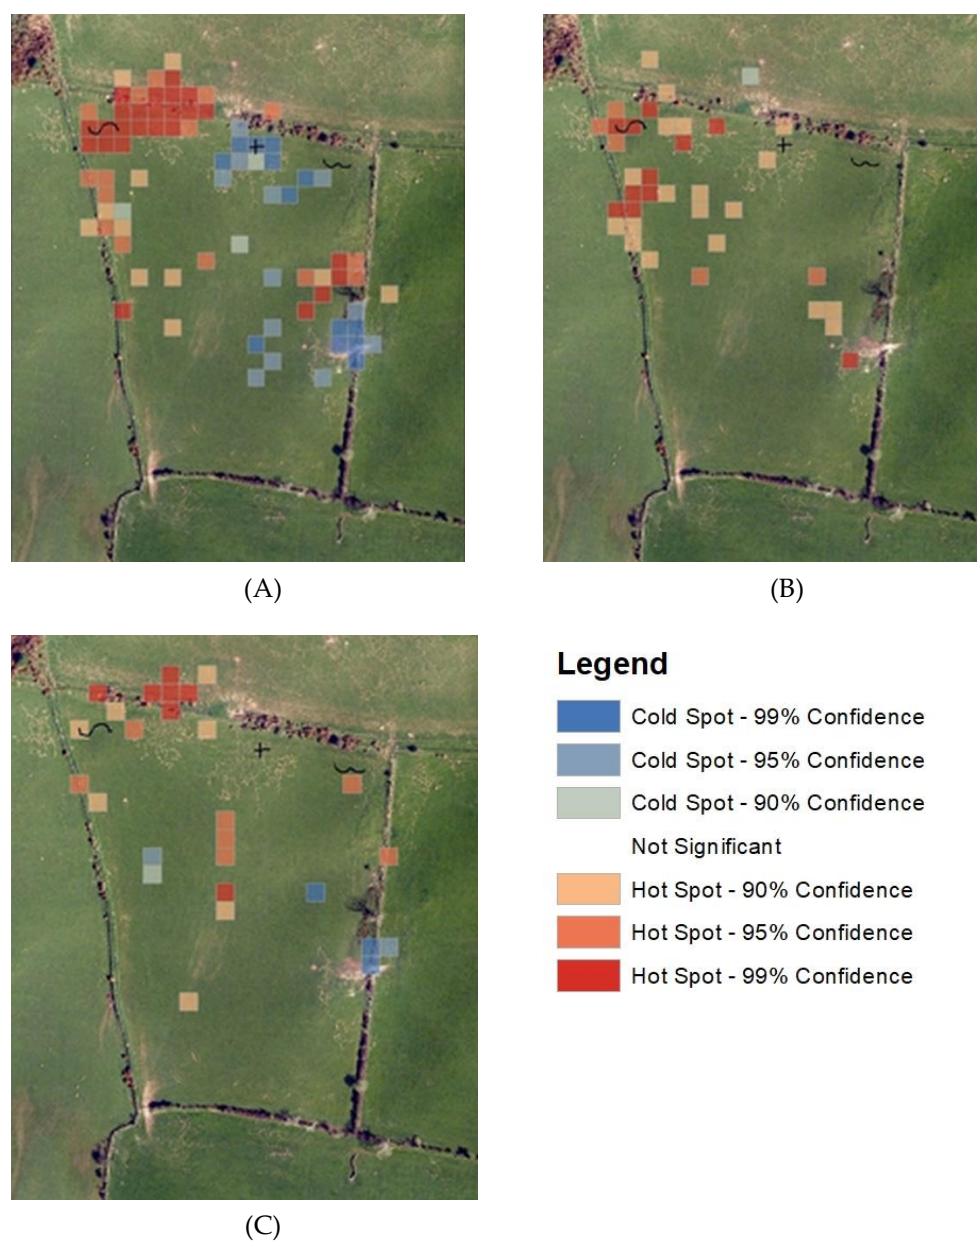 (A)
(B)
(C)
Legend
Cold Spot - 99% Confidence
Cold Spot - 95% Confidence
Cold Spot - 90% Confidence
Not Significant
Hot Spot - 90% Confidence
Hot Spot - 95% Confidence
Hot Spot - 99% Confidence